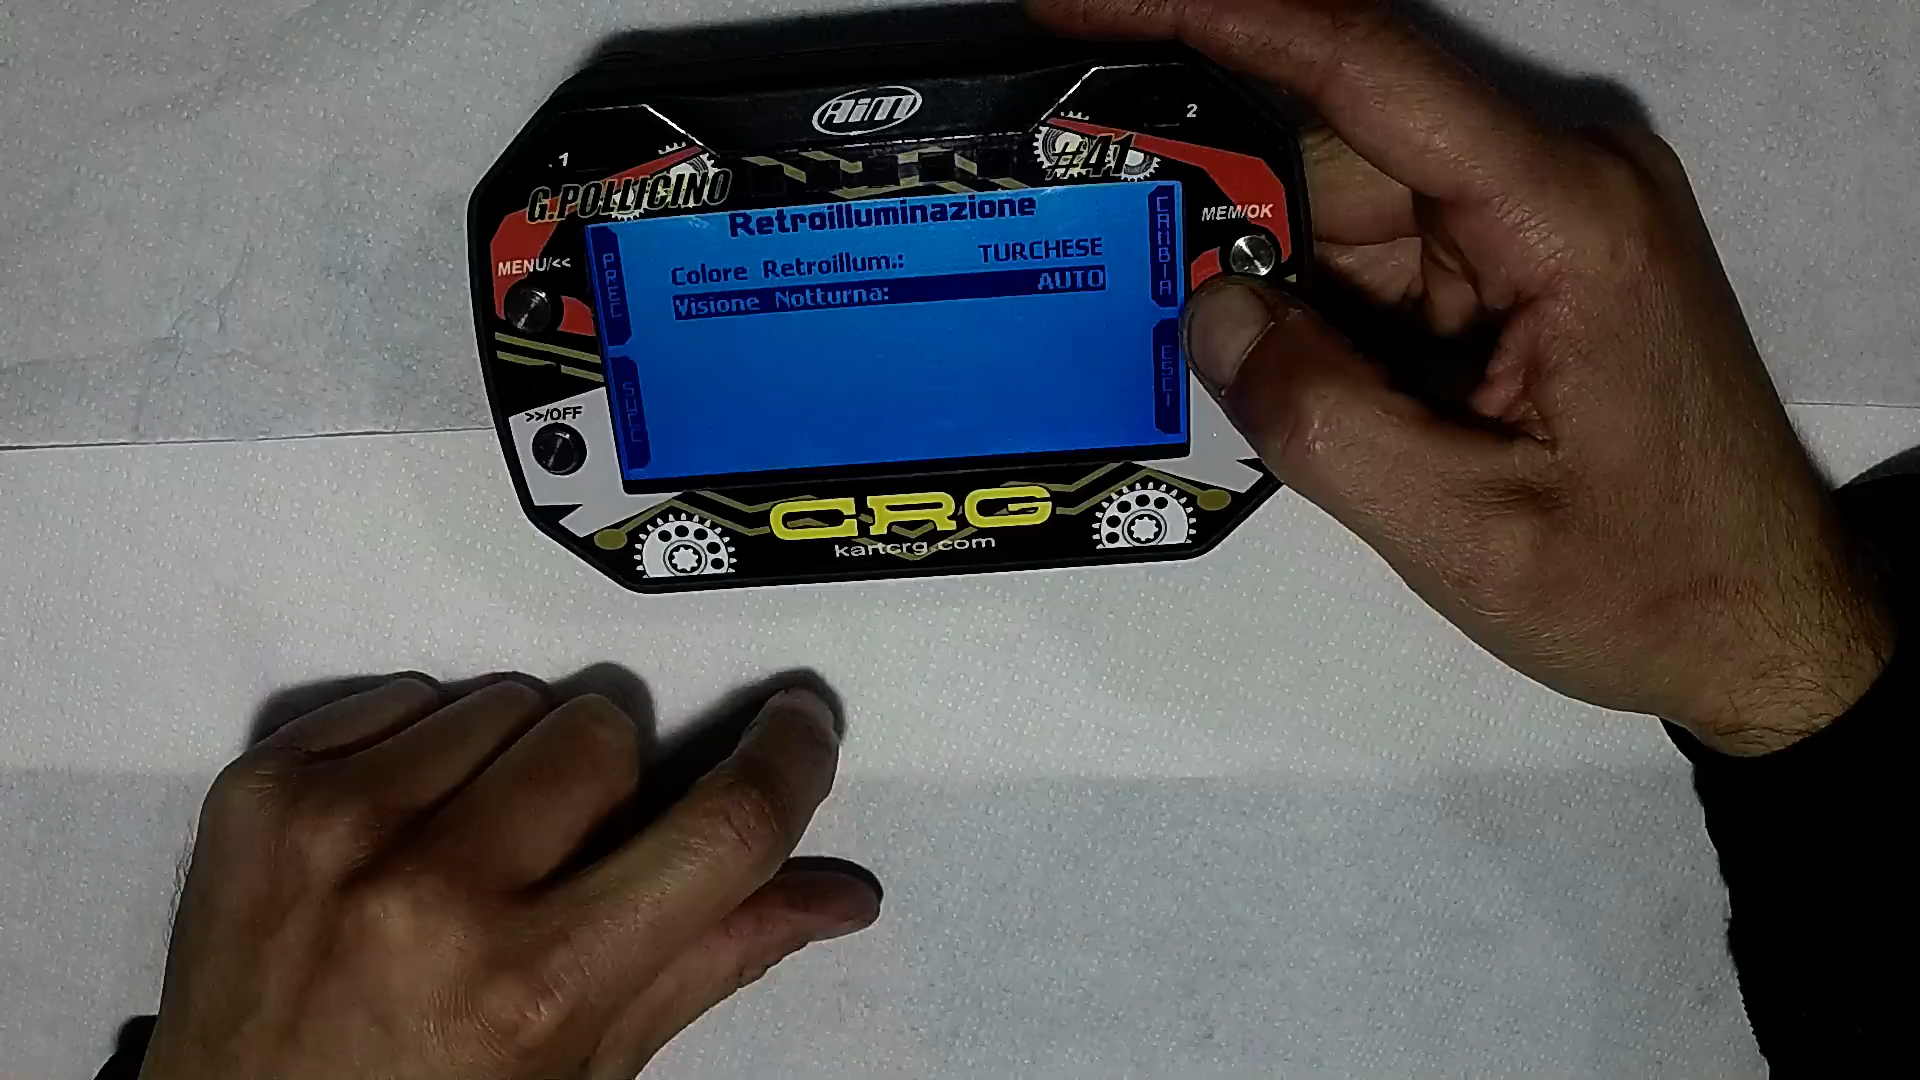 AiM
1
2
G.POLLICINO
#41
MENU/<<
MEM/OK
>>/OFF
Retroilluminazione
Colore Retroillum.: TURCHESE
Visione Notturna: AUTO
PREC
SUCC
CAMBIA
ESCI
CRG
kartcrg.com